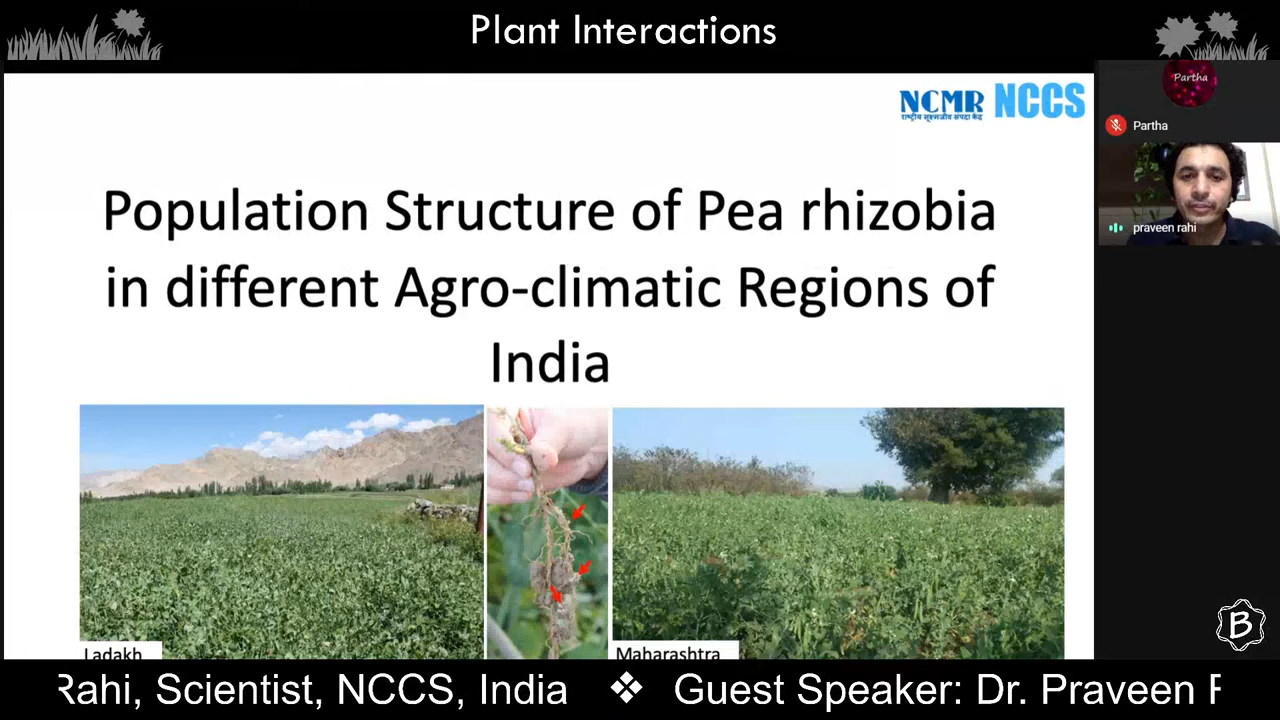 Plant Interactions
NCMR NCCS
राष्ट्रीय सूक्ष्मजीव संपदा केंद्र
Partha
Partha
praveen rahi
Population Structure of Pea rhizobia
in different Agro-climatic Regions of
India
Ladakh
Maharashtra
B
Rahi, Scientist, NCCS, India ❖ Guest Speaker: Dr. Praveen R